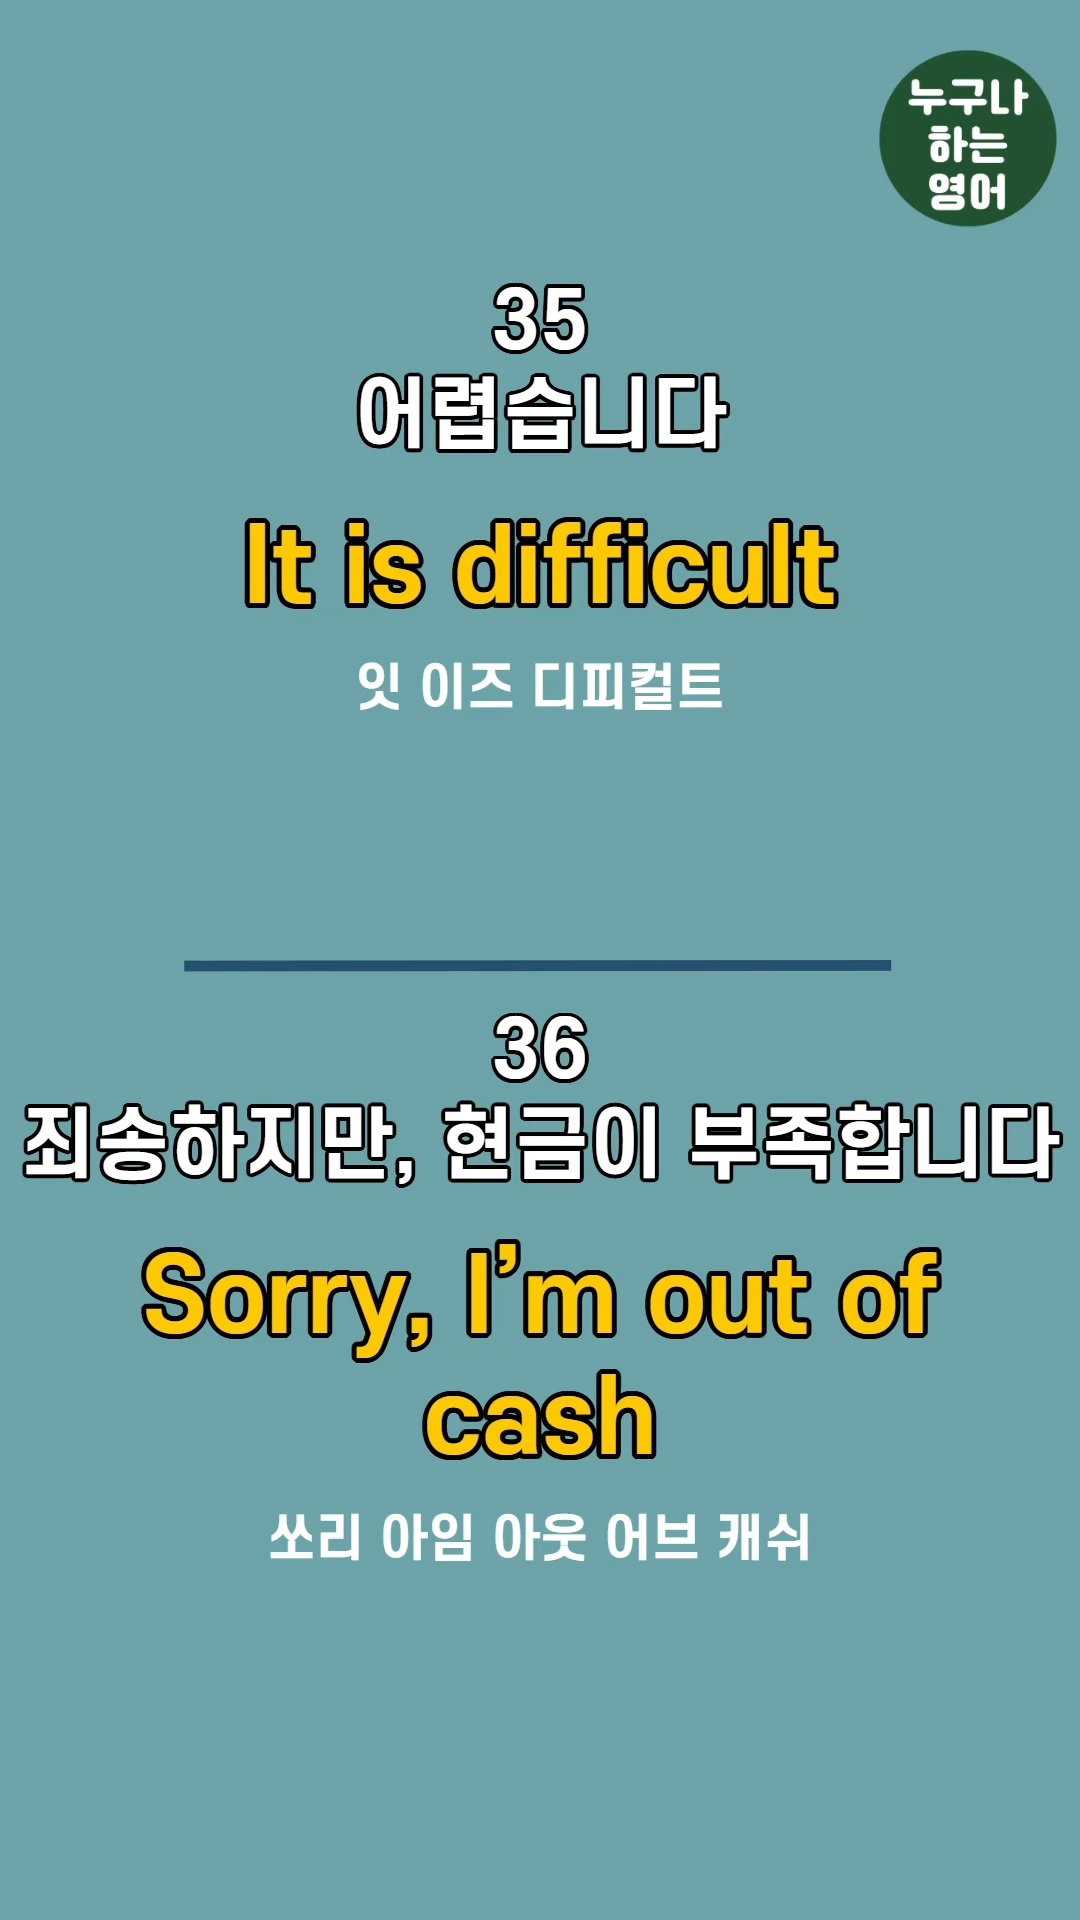 누구나
하는
영어
35
어렵습니다
It is difficult
잇 이즈 디피컬트
36
죄송하지만, 현금이 부족합니다
Sorry, I’m out of
cash
쏘리 아임 아웃 어브 캐쉬